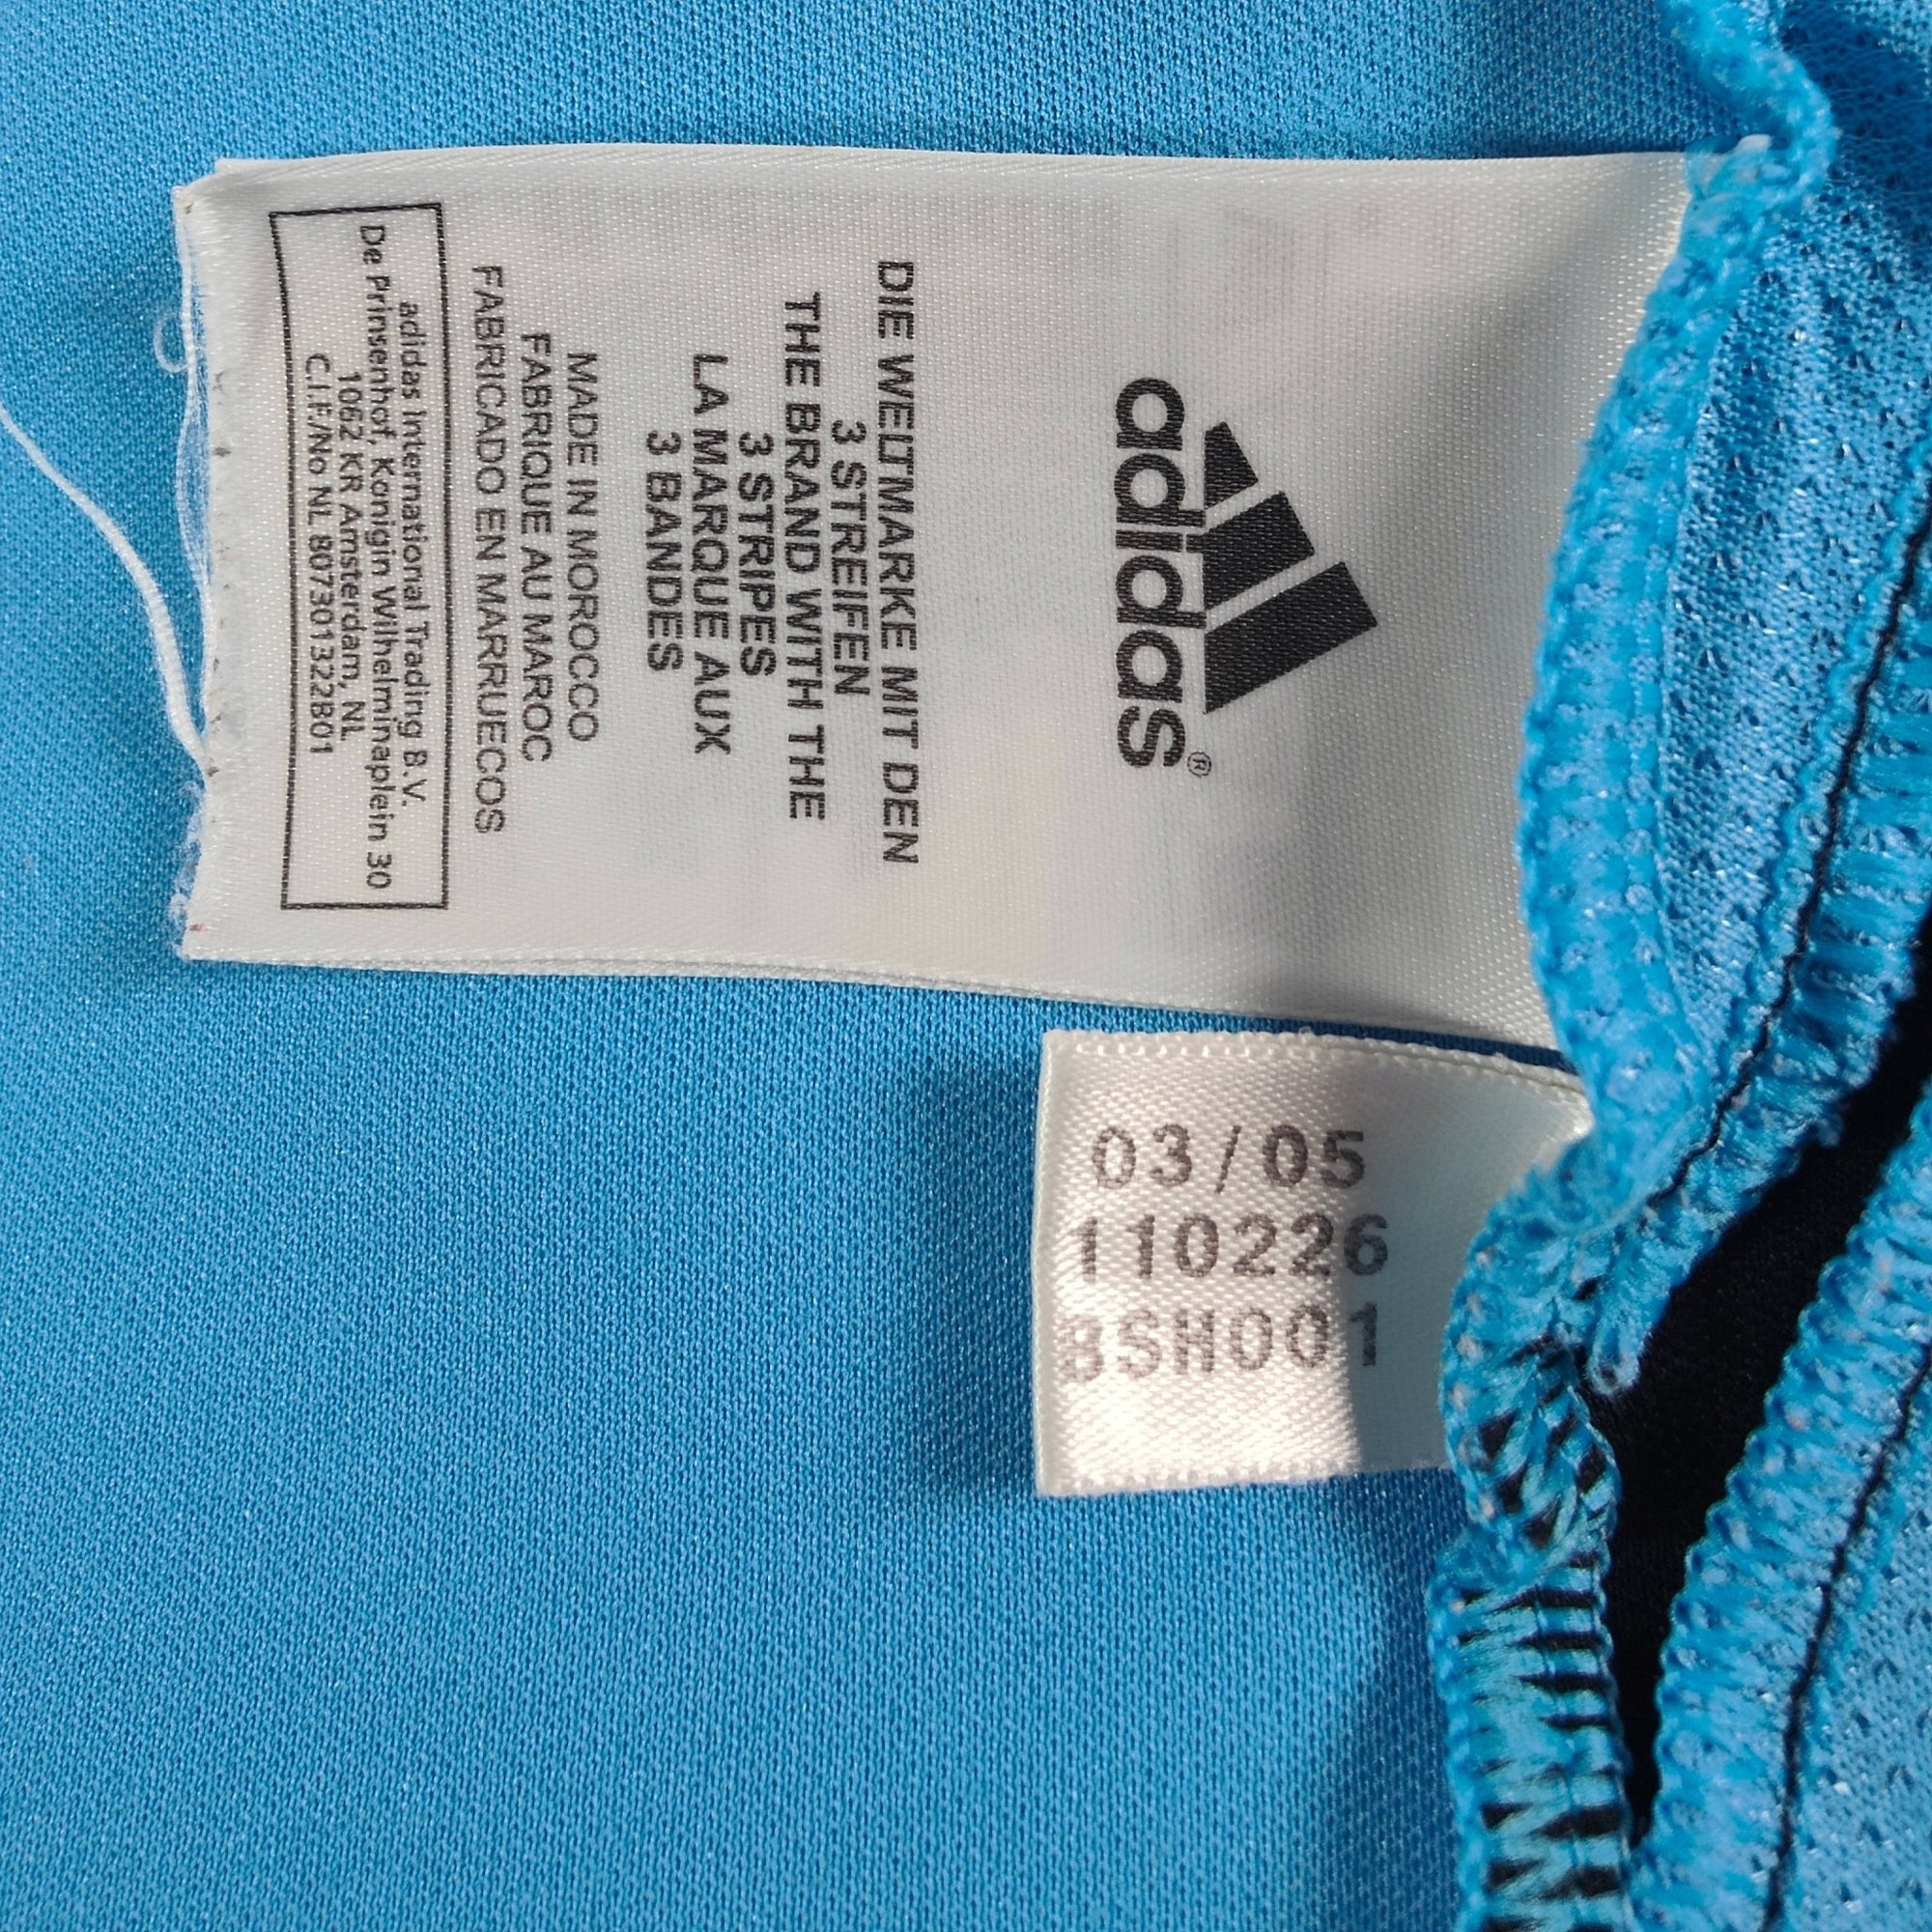 adidas®
DIE WELTMARKE MIT DEN
3 STREIFEN
THE BRAND WITH THE
3 STRIPES
LA MARQUE AUX
3 BANDES
MADE IN MOROCCO
FABRIQUE AU MAROC
FABRICADO EN MARRUECOS
adidas International Trading B.V.
De Prinsenhof, Konigin Wilhelminaplein 30
1062 KR Amsterdam, NL
C.I.F./No NL 807301322B01
03/05
110226
BSH001